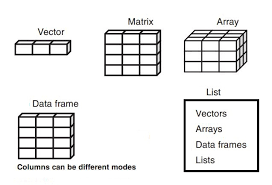 Vector
Matrix
Array
Data frame
Columns can be different modes
List
Vectors
Arrays
Data frames
Lists